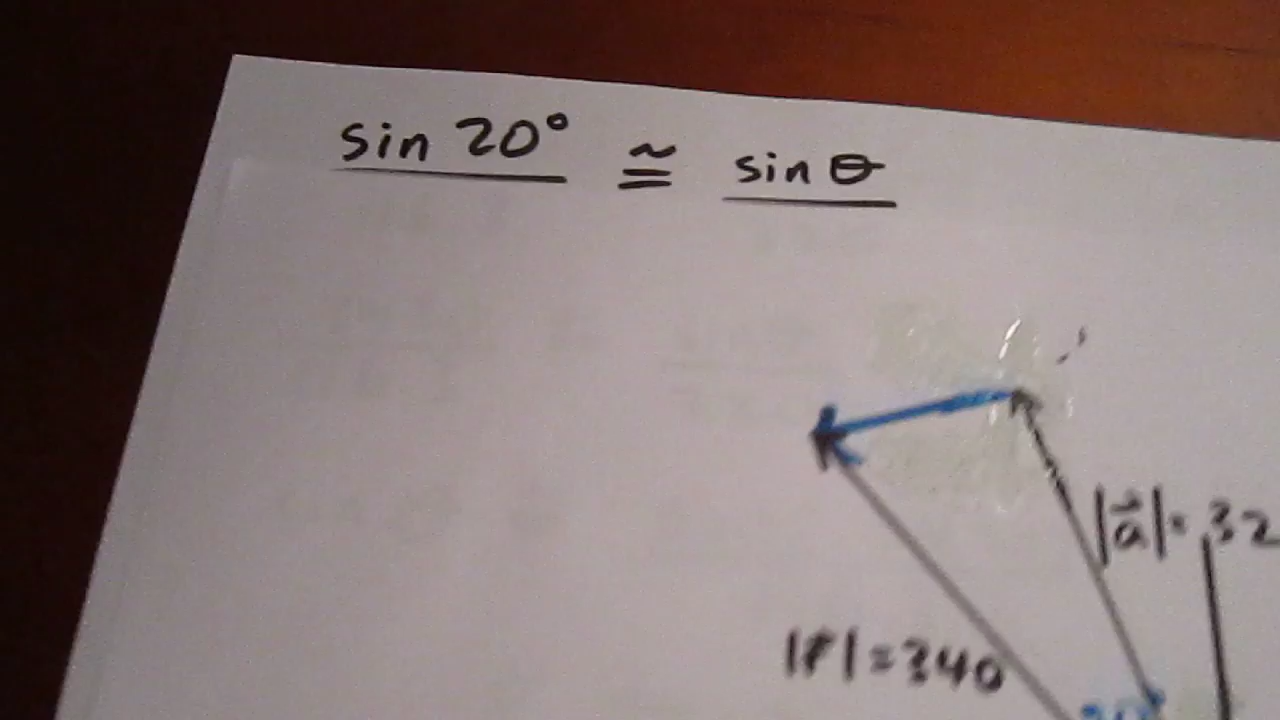 sin 20° ≅ sin θ
|a⃗| = 32
|r⃗| = 340